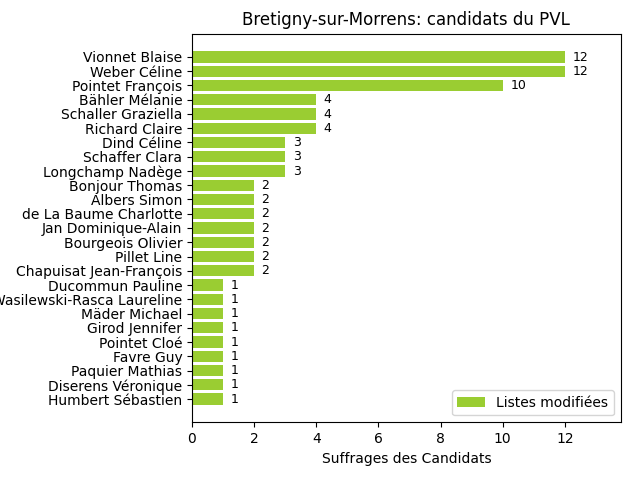 Bretigny-sur-Morrens: candidats du PVL
Vionnet Blaise 12
Weber Céline 12
Pointet François 10
Bähler Mélanie 4
Schaller Graziella 4
Richard Claire 4
Dind Céline 3
Schaffer Clara 3
Longchamp Nadège 3
Bonjour Thomas 2
Albers Simon 2
de La Baume Charlotte 2
Jan Dominique-Alain 2
Bourgeois Olivier 2
Pillet Line 2
Chapuisat Jean-François 2
Ducommun Pauline 1
Wasilewski-Rasca Laureline 1
Mäder Michael 1
Girod Jennifer 1
Pointet Cloé 1
Favre Guy 1
Paquier Mathias 1
Diserens Véronique 1
Humbert Sébastien 1
Listes modifiées
0 2 4 6 8 10 12
Suffrages des Candidats